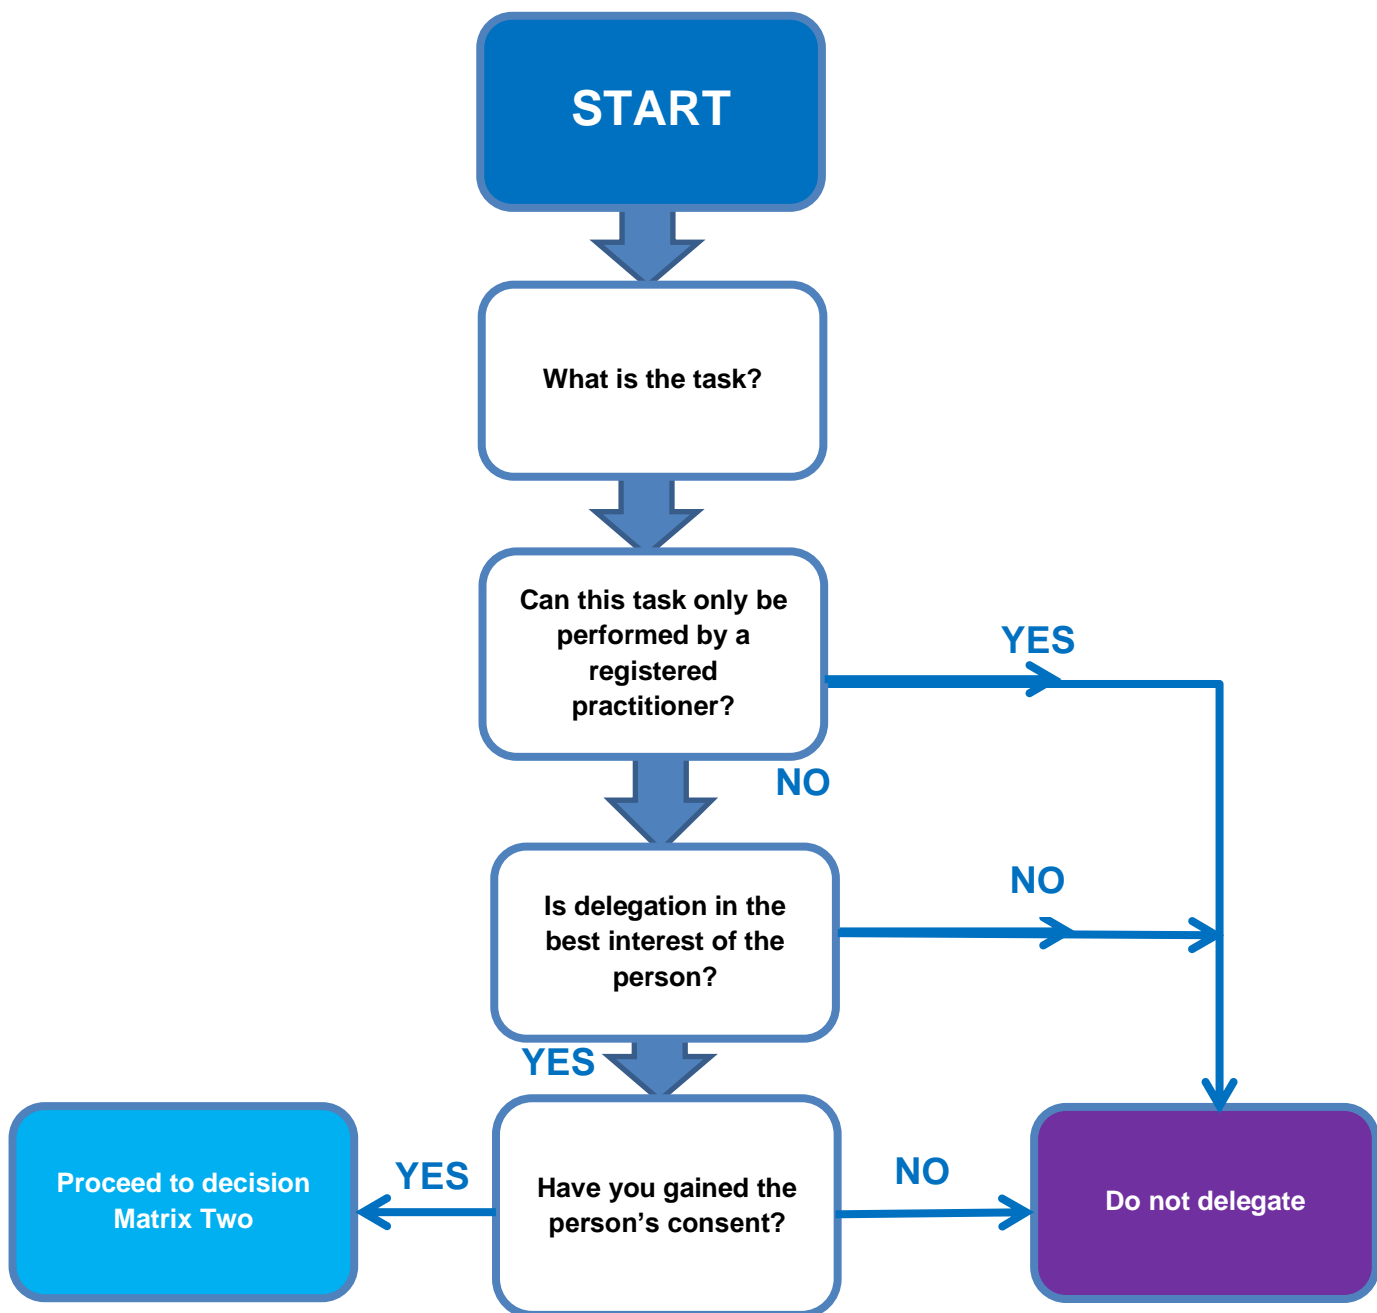 START
What is the task?
Can this task only be
performed by a
registered
practitioner?
YES
NO
Is delegation in the
best interest of the
person?
NO
YES
Proceed to decision
Matrix Two
YES
Have you gained the
person’s consent?
NO
Do not delegate